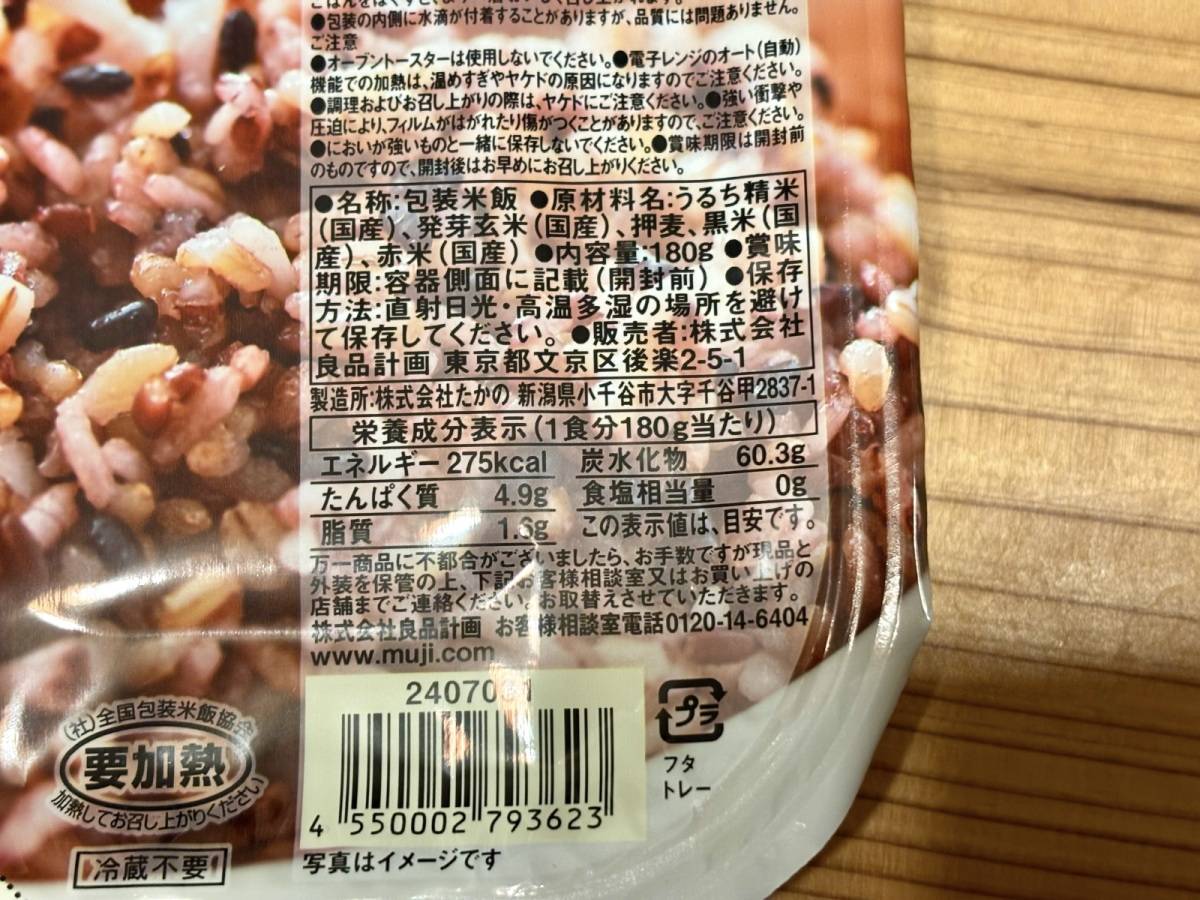 ●包装の内側に水滴が付着することがありますが、品質には問題ありません。
ご注意
●オーブントースターは使用しないでください。●電子レンジのオート(自動)
機能での加熱は、温めすぎやヤケドの原因になりますのでご注意ください。
●調理およびお召し上がりの際は、ヤケドにご注意ください。●強い衝撃や
圧迫により、フィルムがはがれたり傷がつくことがありますので、ご注意ください。
●においが強いものと一緒に保存しないでください。●賞味期限は開封前
のものですので、開封後はお早めにお召し上がりください。
●名称:包装米飯 ●原材料名:うるち精米
(国産)、発芽玄米(国産)、押麦、黒米(国
産)、赤米(国産) ●内容量:180g ●賞味
期限:容器側面に記載(開封前) ●保存
方法:直射日光・高温多湿の場所を避け
て保存してください。 ●販売者:株式会社
良品計画 東京都文京区後楽2-5-1
製造所:株式会社たかの 新潟県小千谷市大字千谷甲2837-1
栄養成分表示(1食分180g当たり)
エネルギー 275kcal 炭水化物 60.3g
たんぱく質 4.9g 食塩相当量 0g
脂質 1.6g この表示値は、目安です。
万一商品に不都合がございましたら、お手数ですが現品と
外装を保管の上、下記お客様相談室又はお買い上げの
店舗までご連絡ください。お取替えさせていただきます。
株式会社良品計画 お客様相談室電話0120-14-6404
www.muji.com
4 550002 793623
プラ
フタ
トレー
写真はイメージです
(社)全国包装米飯協会
要加熱
加熱してお召し上がりください
冷蔵不要